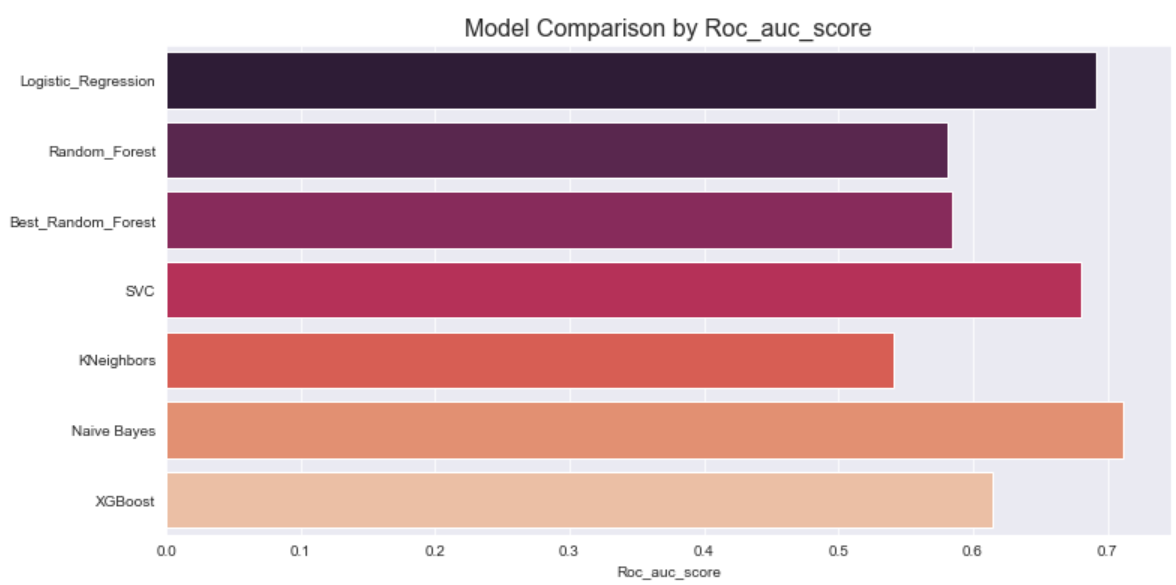 Model Comparison by Roc_auc_score
Logistic_Regression
Random_Forest
Best_Random_Forest
SVC
KNeighbors
Naive Bayes
XGBoost
0.0 0.1 0.2 0.3 0.4 0.5 0.6 0.7
Roc_auc_score